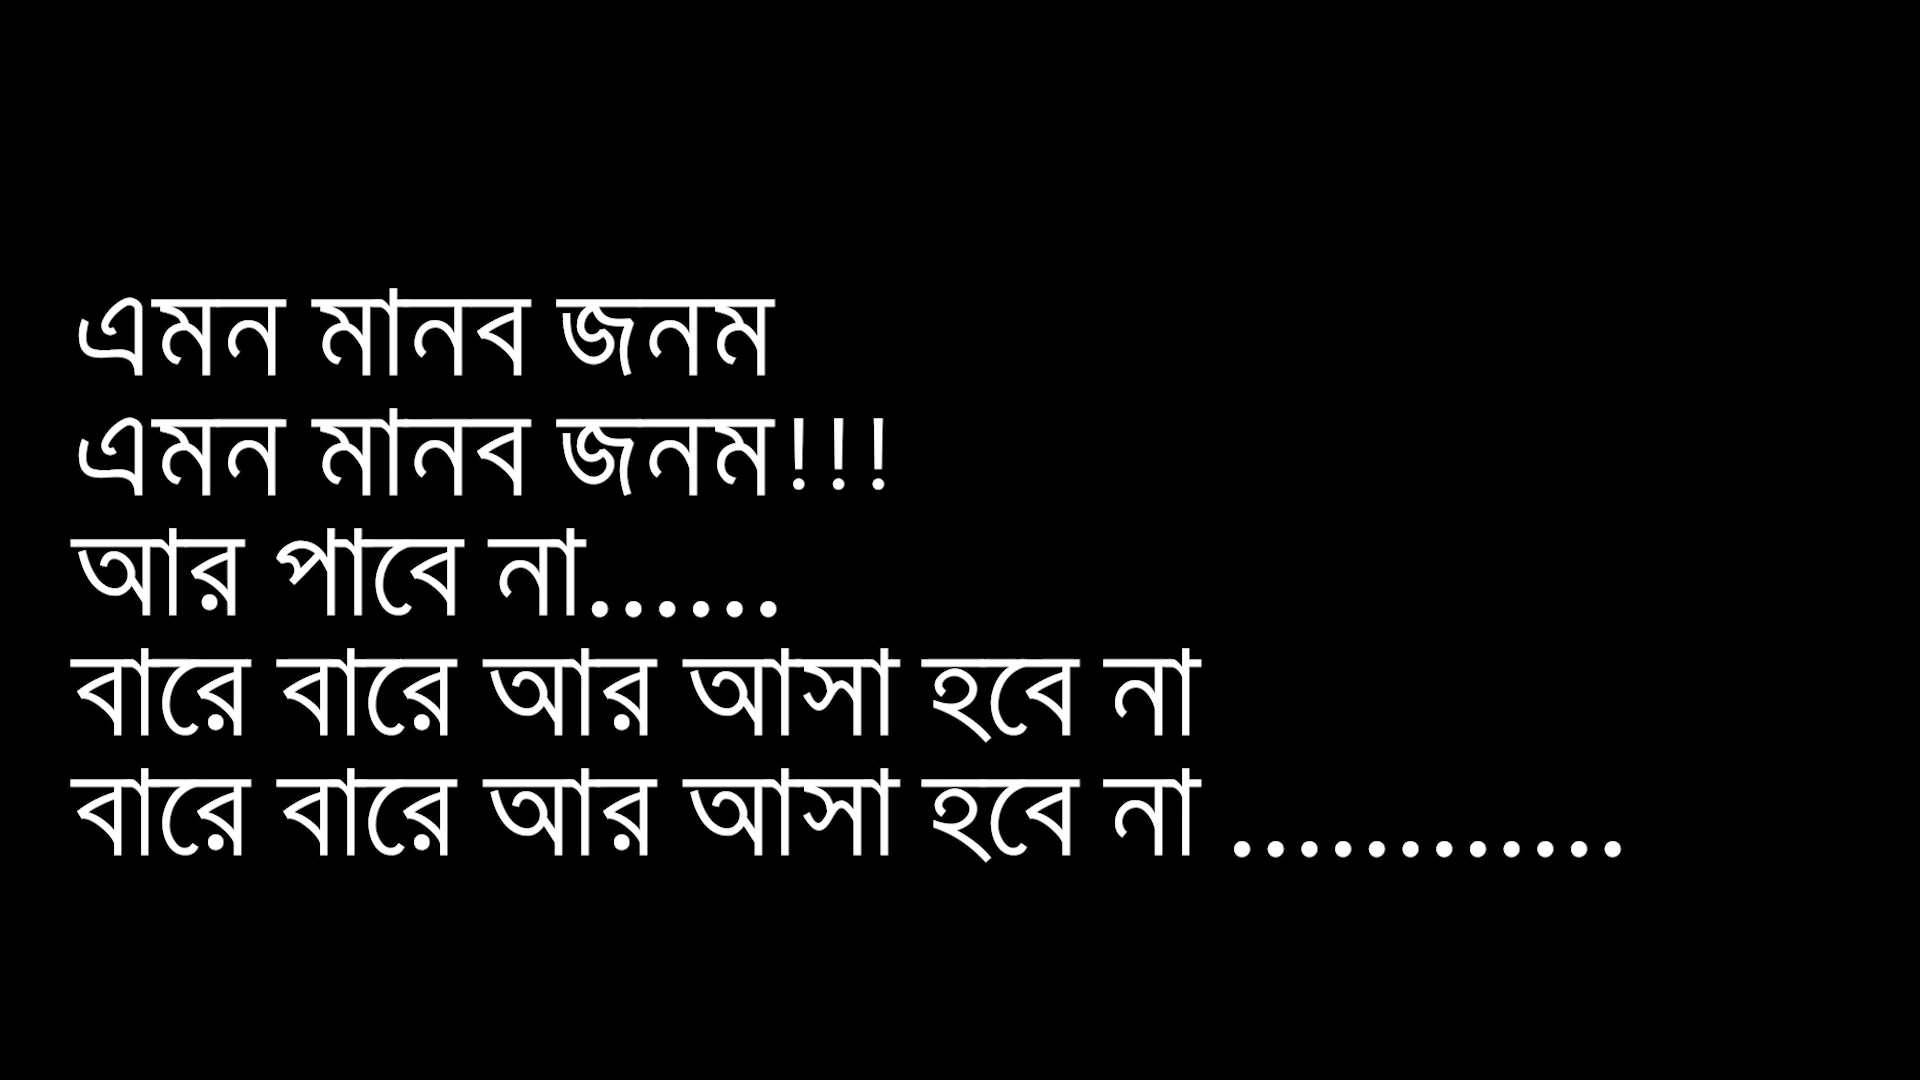 এমন মানব জনম
এমন মানব জনম!!!
আর পাবে না......
বারে বারে আর আসা হবে না
বারে বারে আর আসা হবে না ............